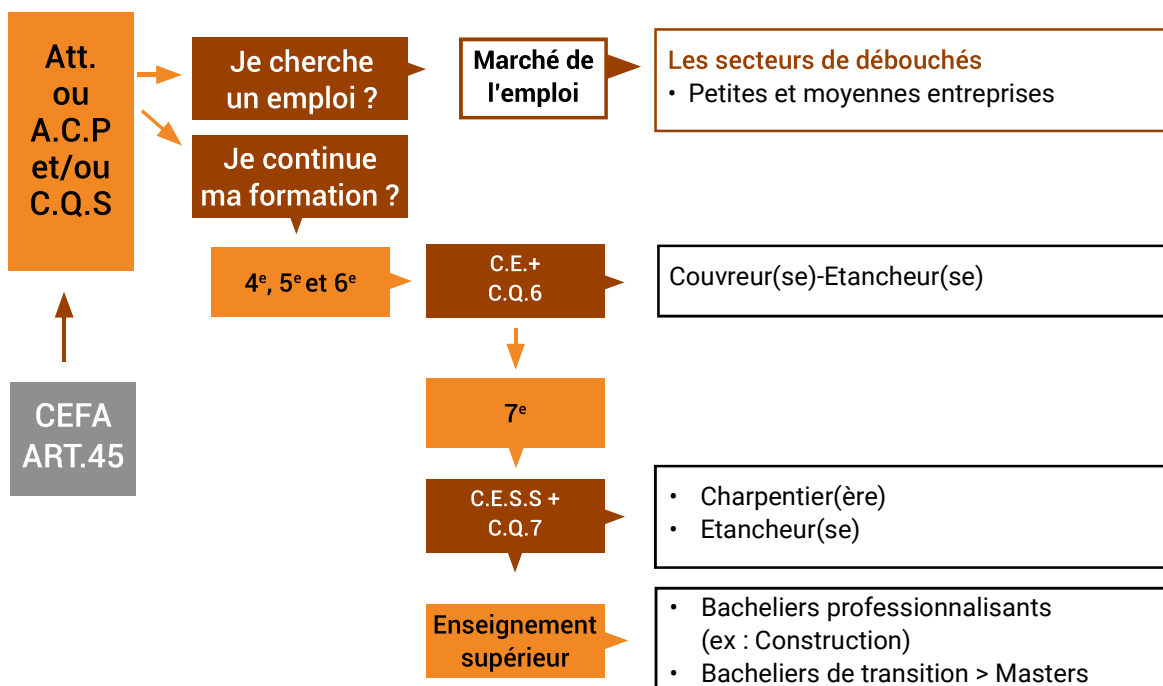 Att.
ou
A.C.P
et/ou
C.Q.S
Je cherche
un emploi ?
Marché de
l'emploi
Les secteurs de débouchés
• Petites et moyennes entreprises
Je continue
ma formation ?
4e, 5e et 6e
C.E.+
C.Q.6
Couvreur(se)-Etancheur(se)
CEFA
ART.45
7e
C.E.S.S +
C.Q.7
• Charpentier(ère)
• Etancheur(se)
Enseignement
supérieur
• Bacheliers professionnalisants
(ex : Construction)
• Bacheliers de transition > Masters